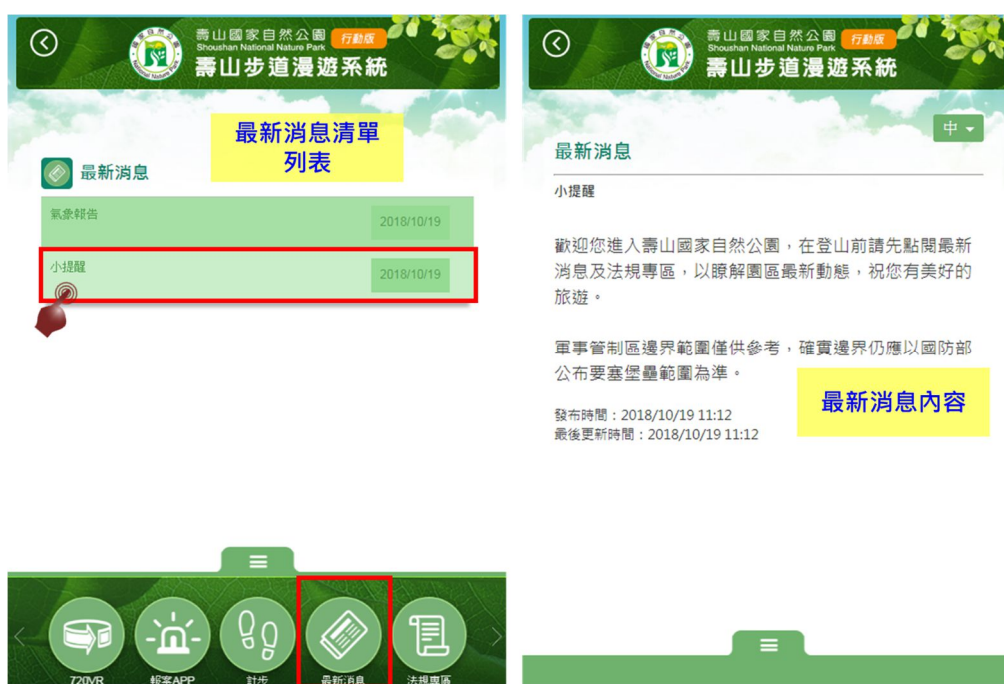 壽山國家自然公園 行動版
Shoushan National Nature Park
壽山步道漫遊系統
最新消息清單
列表
最新消息
氣象報告
2018/10/19
小提醒
2018/10/19
720VR
報案APP
計步
最新消息
法規專區
壽山國家自然公園 行動版
Shoushan National Nature Park
壽山步道漫遊系統
中
最新消息
小提醒
歡迎您進入壽山國家自然公園，在登山前請先點閱最新
消息及法規專區，以瞭解園區最新動態，祝您有美好的
旅遊。
軍事管制區邊界範圍僅供參考，確實邊界仍應以國防部
公布要塞堡壘範圍為準。
最新消息內容
發布時間：2018/10/19 11:12
最後更新時間：2018/10/19 11:12